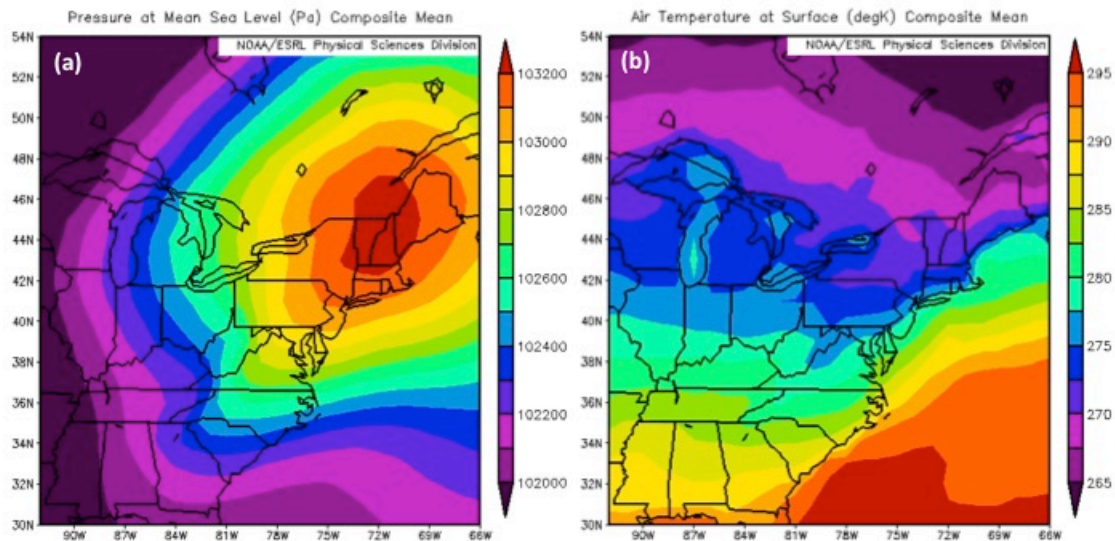 Pressure at Mean Sea Level (Pa) Composite Mean
NOAA/ESRL Physical Sciences Division
(a)
54N
52N
50N
48N
46N
44N
42N
40N
38N
36N
34N
32N
30N
90W 87W 84W 81W 78W 75W 72W 69W 66W
103200
103000
102800
102600
102400
102200
102000
Air Temperature at Surface (degK) Composite Mean
NOAA/ESRL Physical Sciences Division
(b)
54N
52N
50N
48N
46N
44N
42N
40N
38N
36N
34N
32N
30N
90W 87W 84W 81W 78W 75W 72W 69W 66W
295
290
285
280
275
270
265